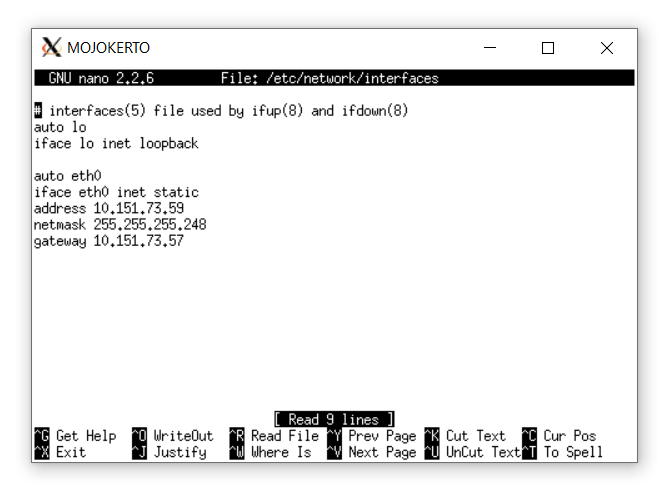 MOJOKERTO
GNU nano 2.2.6 File: /etc/network/interfaces
# interfaces(5) file used by ifup(8) and ifdown(8)
auto lo
iface lo inet loopback
auto eth0
iface eth0 inet static
address 10.151.73.59
netmask 255.255.255.248
gateway 10.151.73.57
[ Read 9 lines ]
^G Get Help ^O WriteOut ^R Read File ^Y Prev Page ^K Cut Text ^C Cur Pos
^X Exit ^J Justify ^W Where Is ^V Next Page ^U UnCut Text ^T To Spell